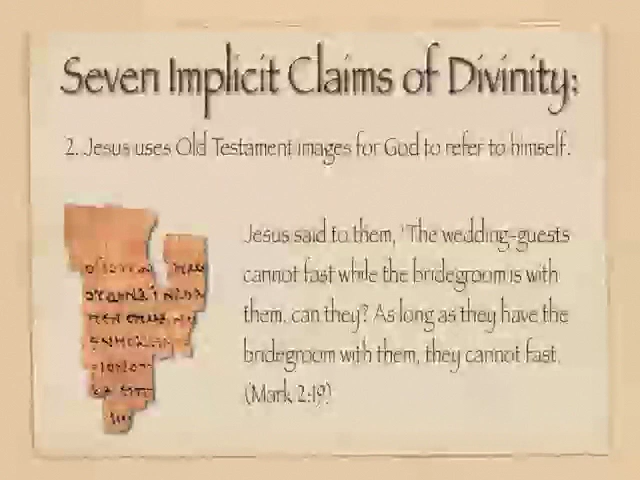 Seven Implicit Claims of Divinity:
2. Jesus uses Old Testament images for God to refer to himself.
Jesus said to them, 'The wedding-guests
cannot fast while the bridegroom is with
them, can they? As long as they have the
bridegroom with them, they cannot fast.
(Mark 2:19)